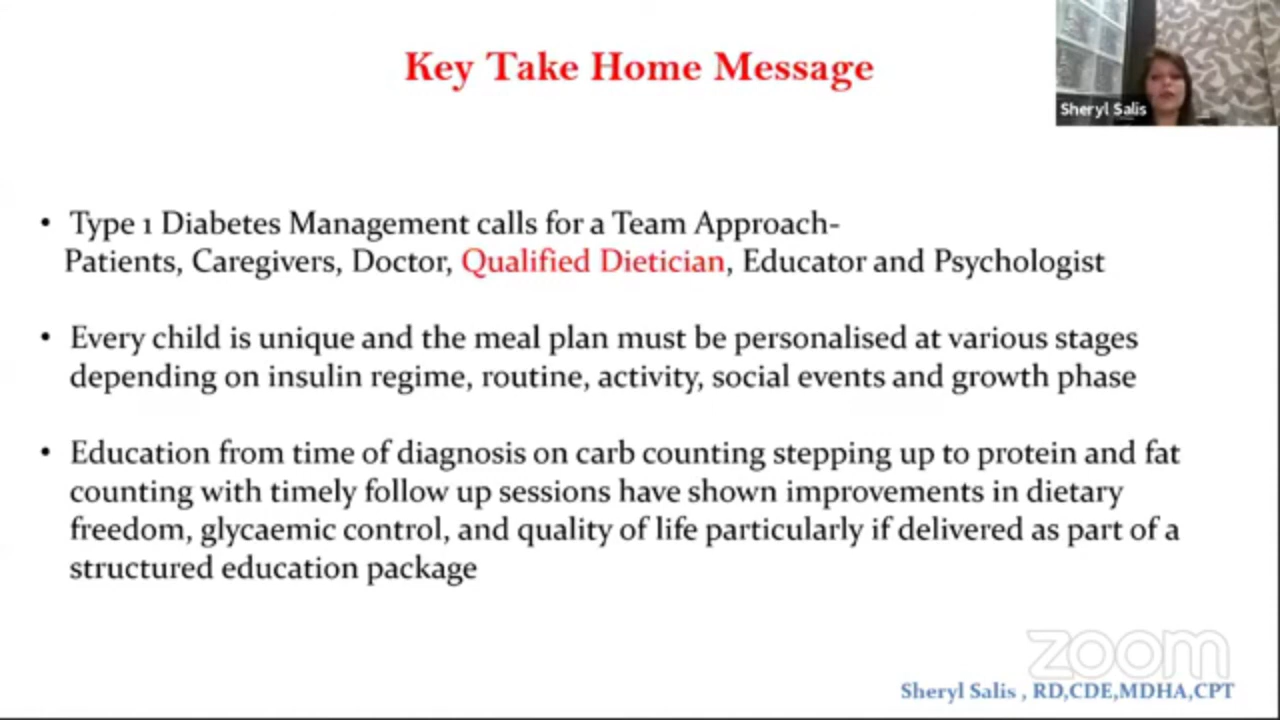 Key Take Home Message
Sheryl Salis
• Type 1 Diabetes Management calls for a Team Approach-
Patients, Caregivers, Doctor, Qualified Dietician, Educator and Psychologist
• Every child is unique and the meal plan must be personalised at various stages
depending on insulin regime, routine, activity, social events and growth phase
• Education from time of diagnosis on carb counting stepping up to protein and fat
counting with timely follow up sessions have shown improvements in dietary
freedom, glycaemic control, and quality of life particularly if delivered as part of a
structured education package
zoom
Sheryl Salis , RD,CDE,MDHA,CPT